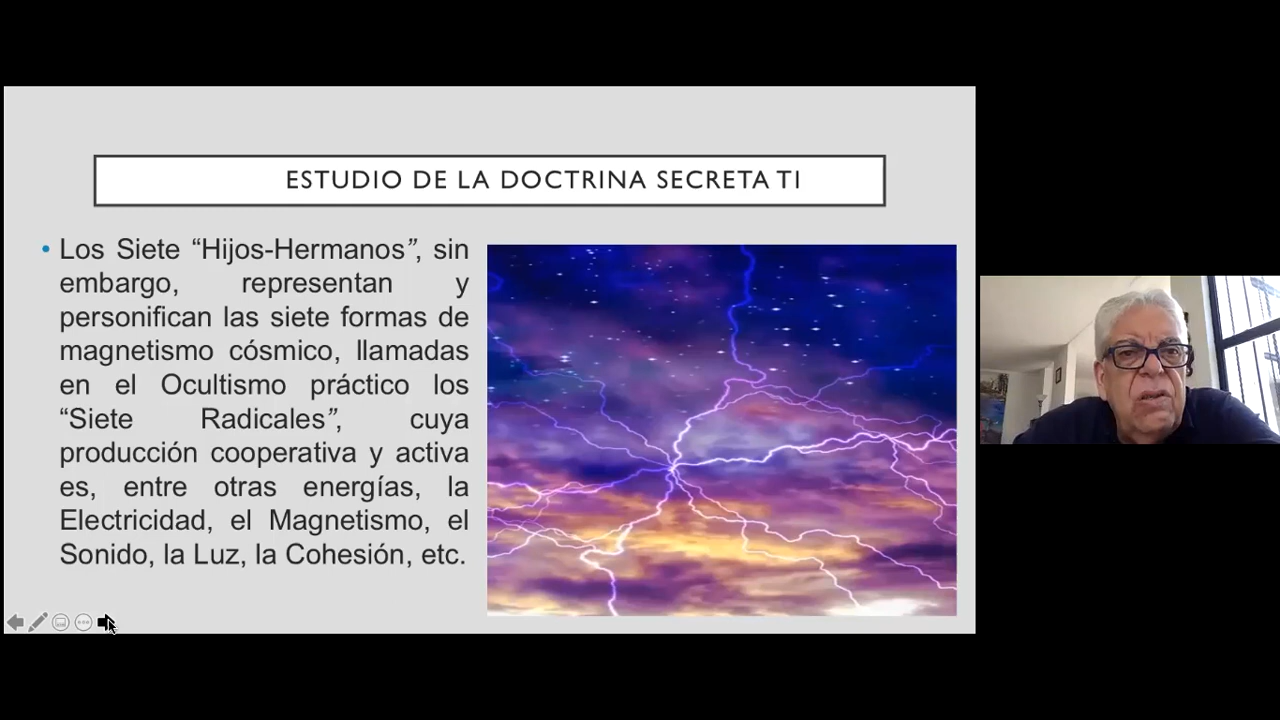 ESTUDIO DE LA DOCTRINA SECRETA TI
• Los Siete “Hijos-Hermanos”, sin
embargo, representan y
personifican las siete formas de
magnetismo cósmico, llamadas
en el Ocultismo práctico los
“Siete Radicales”, cuya
producción cooperativa y activa
es, entre otras energías, la
Electricidad, el Magnetismo, el
Sonido, la Luz, la Cohesión, etc.